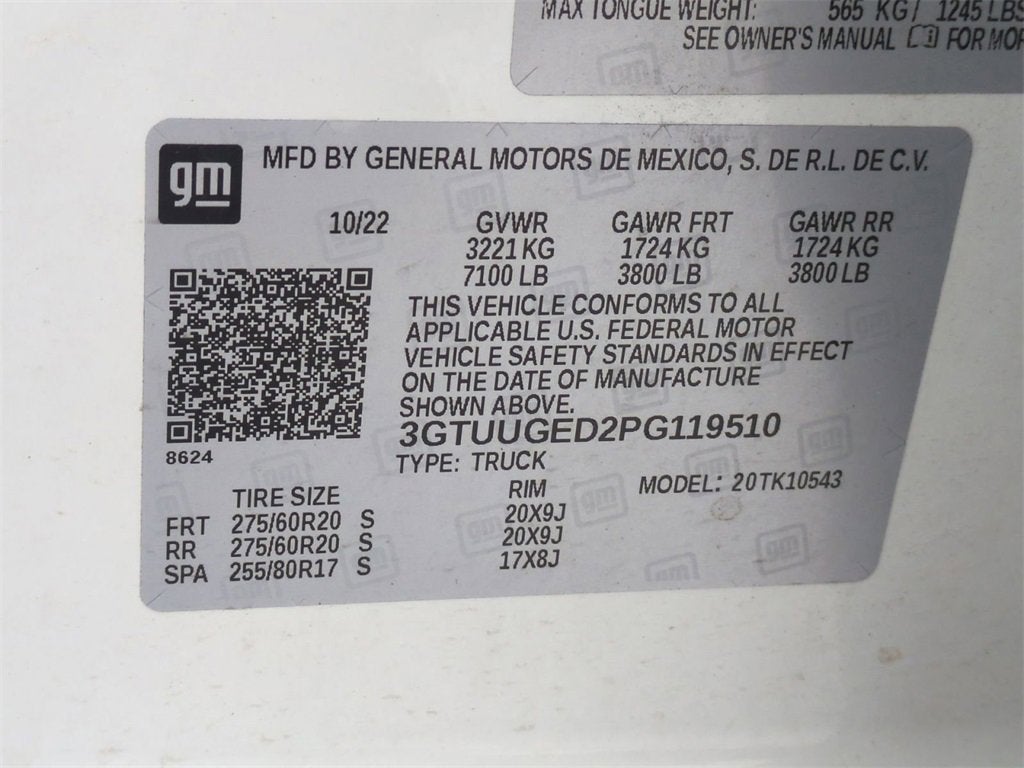 MAX TONGUE WEIGHT: 565 KG / 1245 LBS
SEE OWNER'S MANUAL FOR MOR
gm MFD BY GENERAL MOTORS DE MEXICO, S. DE R.L. DE C.V.
10/22 GVWR GAWR FRT GAWR RR
3221 KG 1724 KG 1724 KG
7100 LB 3800 LB 3800 LB
THIS VEHICLE CONFORMS TO ALL
APPLICABLE U.S. FEDERAL MOTOR
VEHICLE SAFETY STANDARDS IN EFFECT
ON THE DATE OF MANUFACTURE
SHOWN ABOVE.
3GTUUGED2PG119510
8624
TYPE: TRUCK
TIRE SIZE RIM MODEL: 20TK10543
FRT 275/60R20 S 20X9J
RR 275/60R20 S 20X9J
SPA 255/80R17 S 17X8J